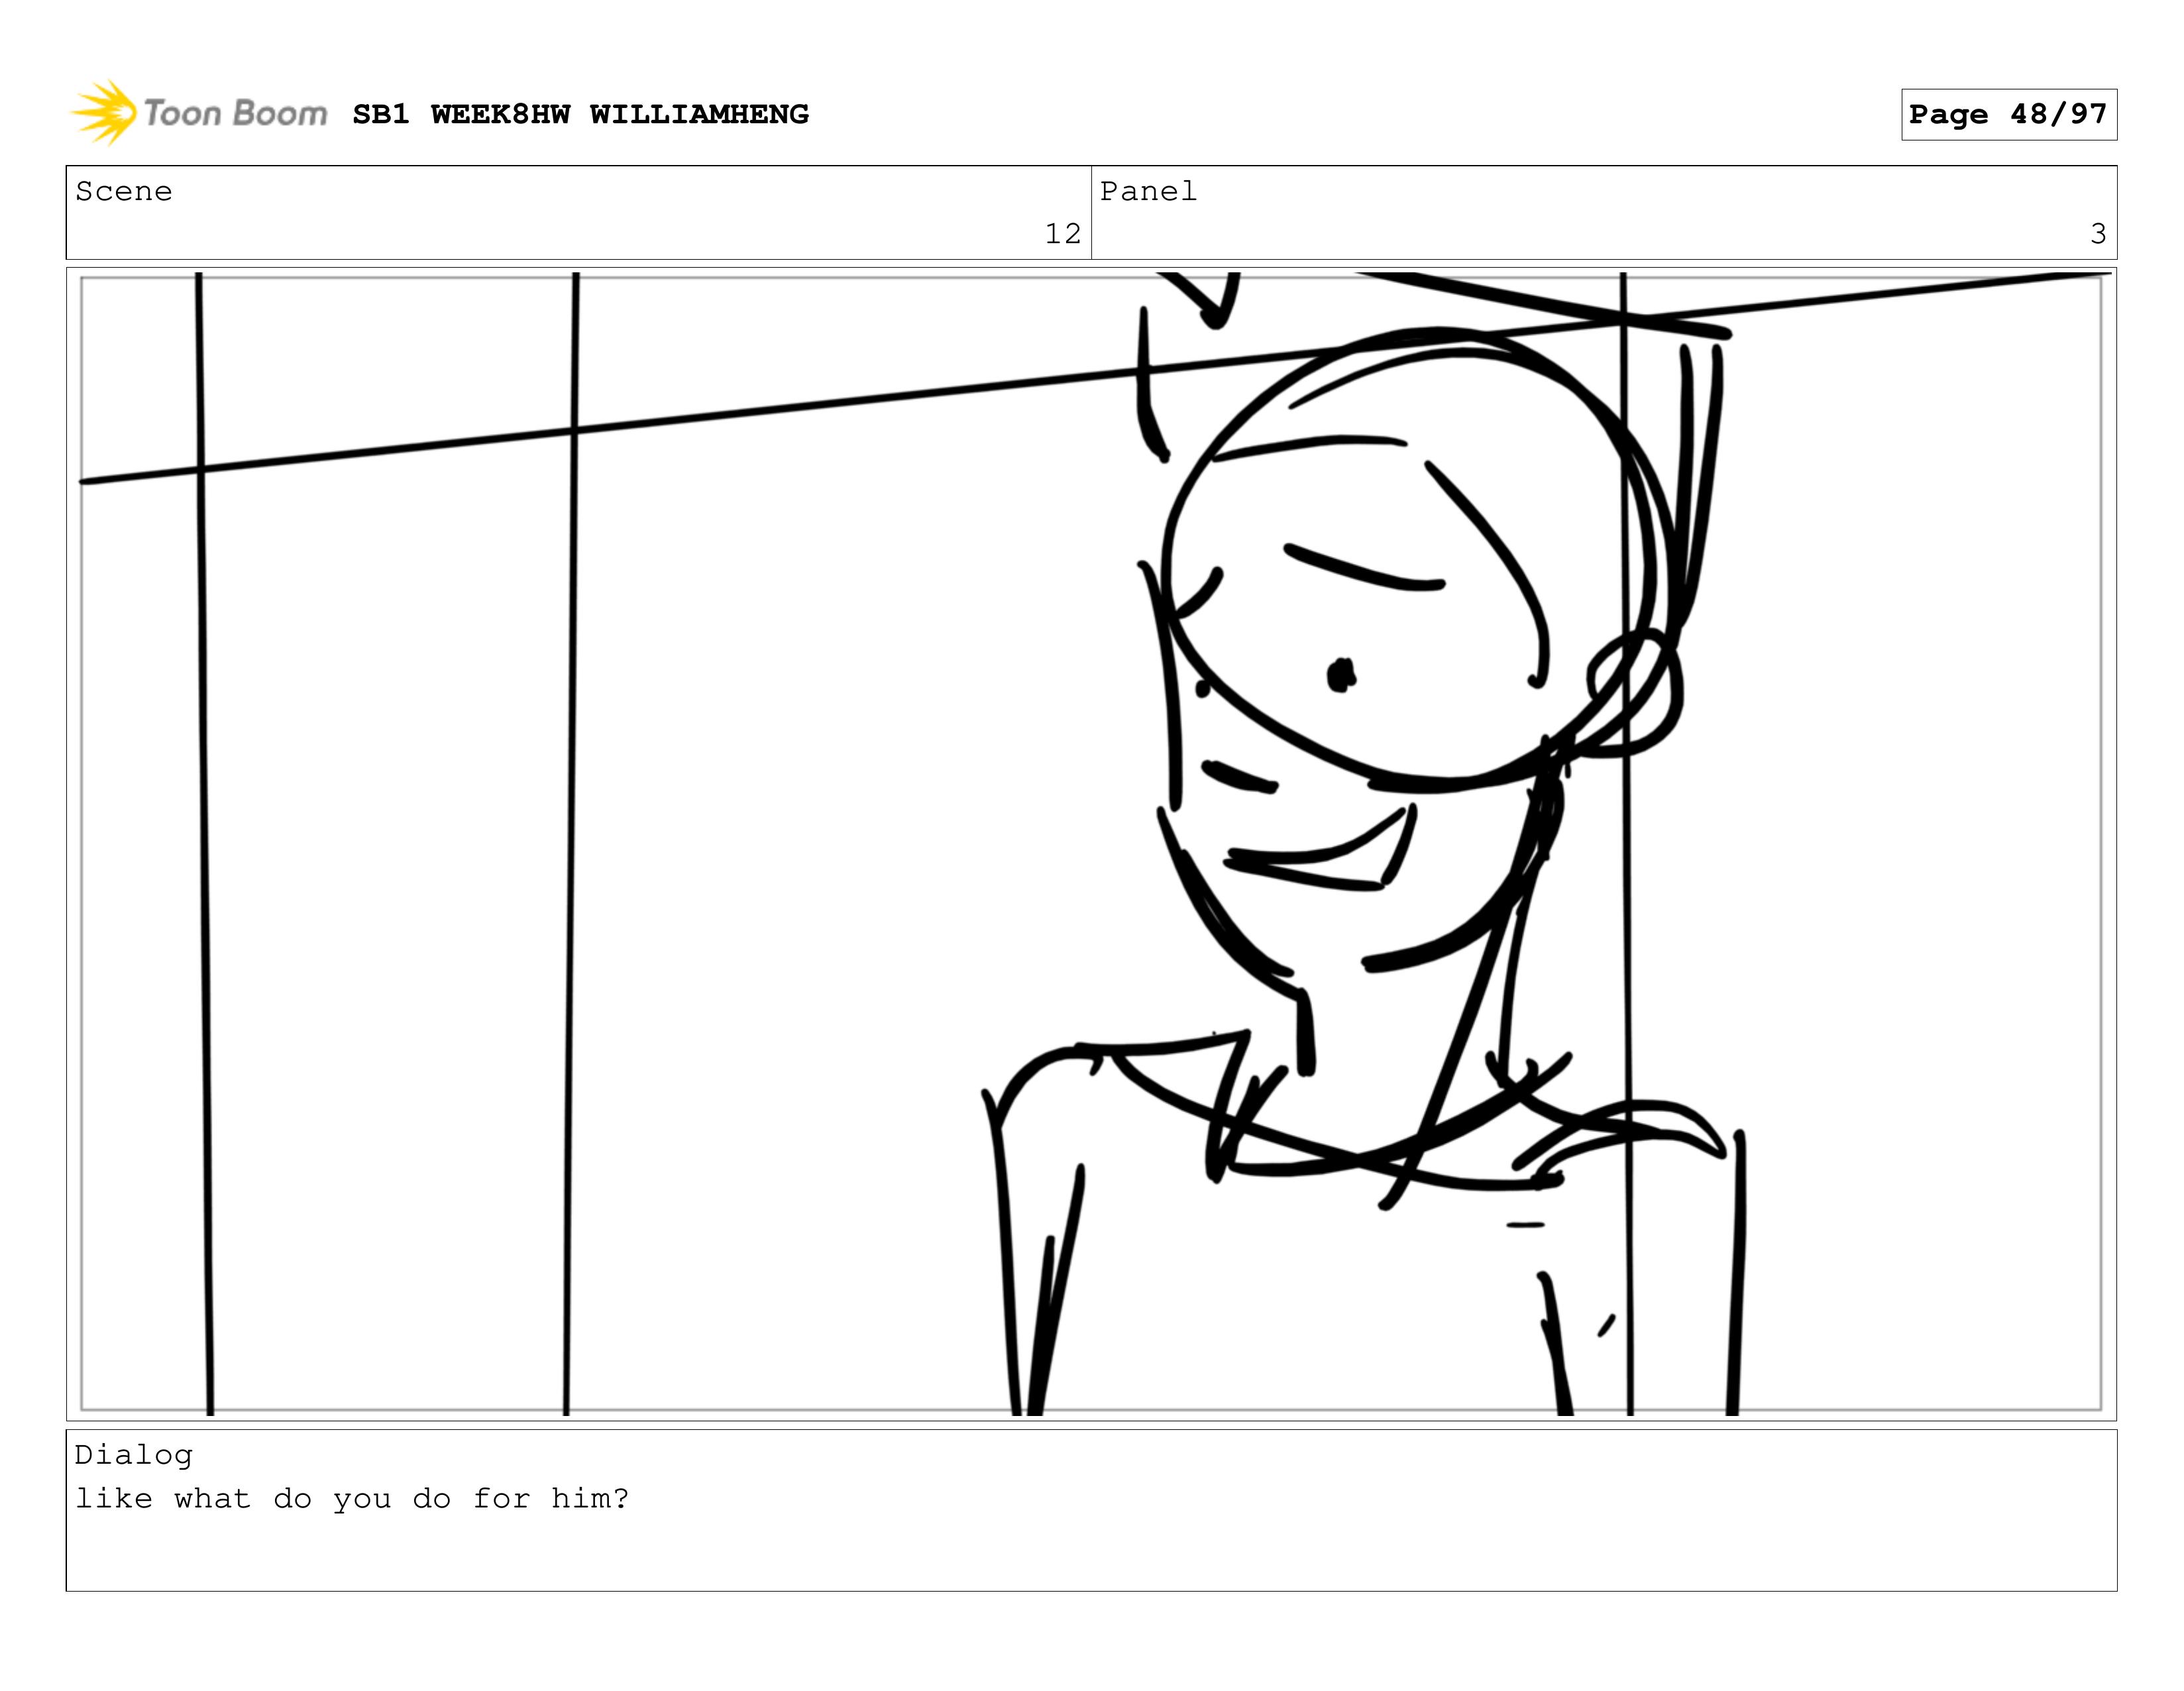 Toon Boom SB1 WEEK8HW WILLIAMHENG
Page 48/97
Scene
12
Panel
3
Dialog
like what do you do for him?